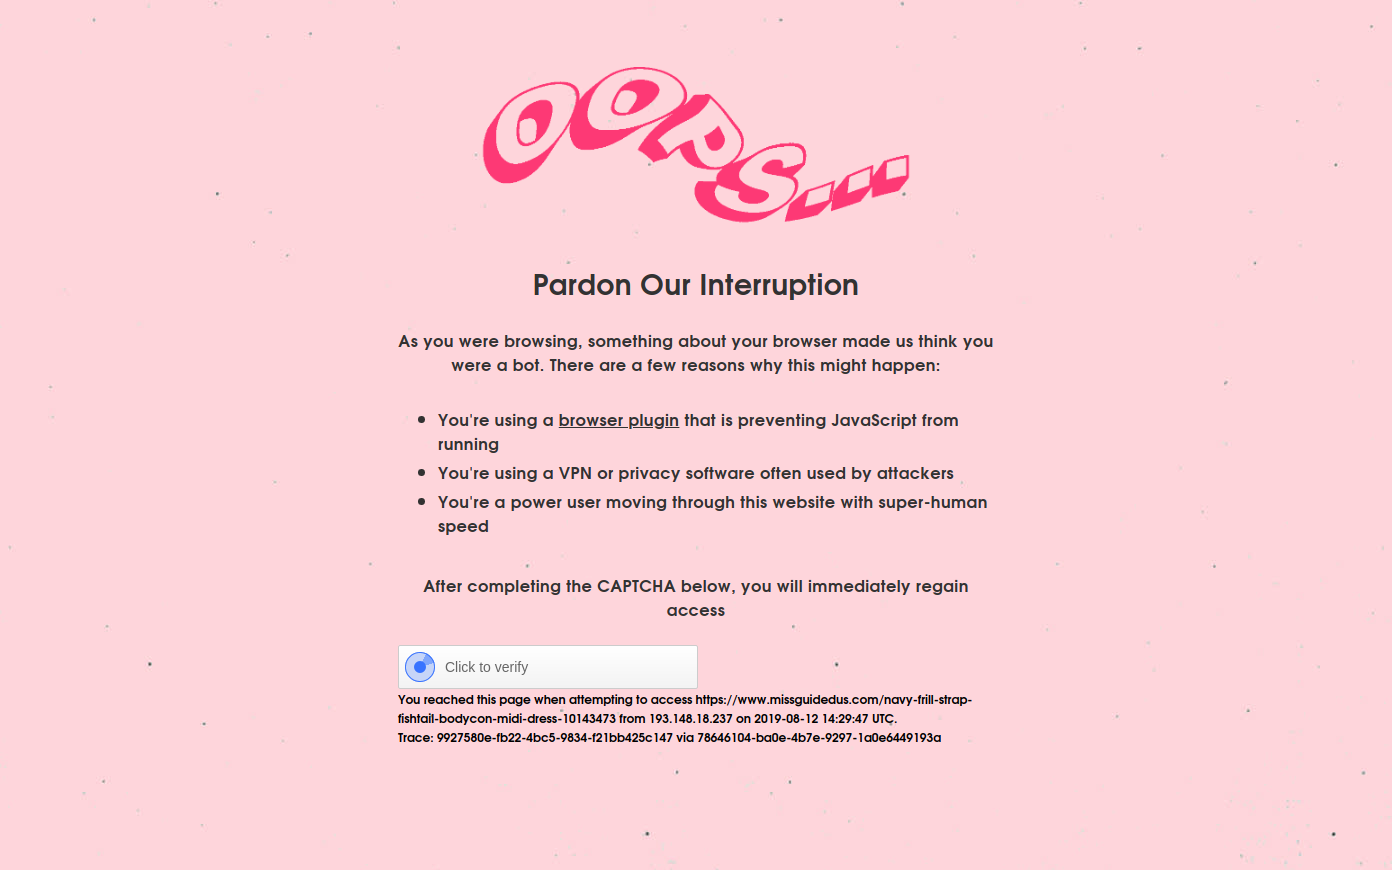 OOPS...
Pardon Our Interruption
As you were browsing, something about your browser made us think you
were a bot. There are a few reasons why this might happen:
You're using a browser plugin that is preventing JavaScript from
running
You're using a VPN or privacy software often used by attackers
You're a power user moving through this website with super-human
speed
After completing the CAPTCHA below, you will immediately regain
access
Click to verify
You reached this page when attempting to access https://www.missguidedus.com/navy-frill-strap-
fishtail-bodycon-midi-dress-10143473 from 193.148.18.237 on 2019-08-12 14:29:47 UTC.
Trace: 9927580e-fb22-4bc5-9834-f21bb425c147 via 78646104-ba0e-4b7e-9297-1a0e6449193a